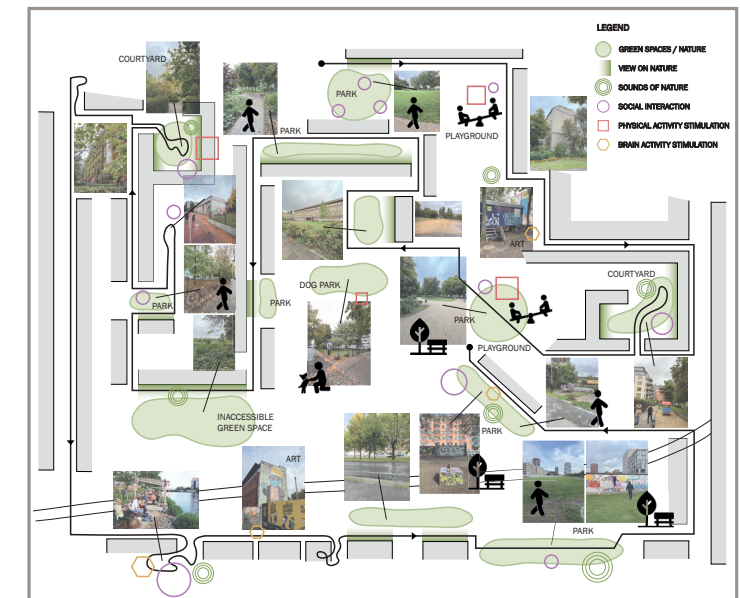 LEGEND
GREEN SPACES / NATURE
VIEW ON NATURE
SOUNDS OF NATURE
SOCIAL INTERACTION
PHYSICAL ACTIVITY STIMULATION
BRAIN ACTIVITY STIMULATION
COURTYARD
PARK
PARK
PLAYGROUND
ART
COURTYARD
DOG PARK
PARK
PARK
PARK
PLAYGROUND
INACCESSIBLE
GREEN SPACE
PARK
ART
PARK